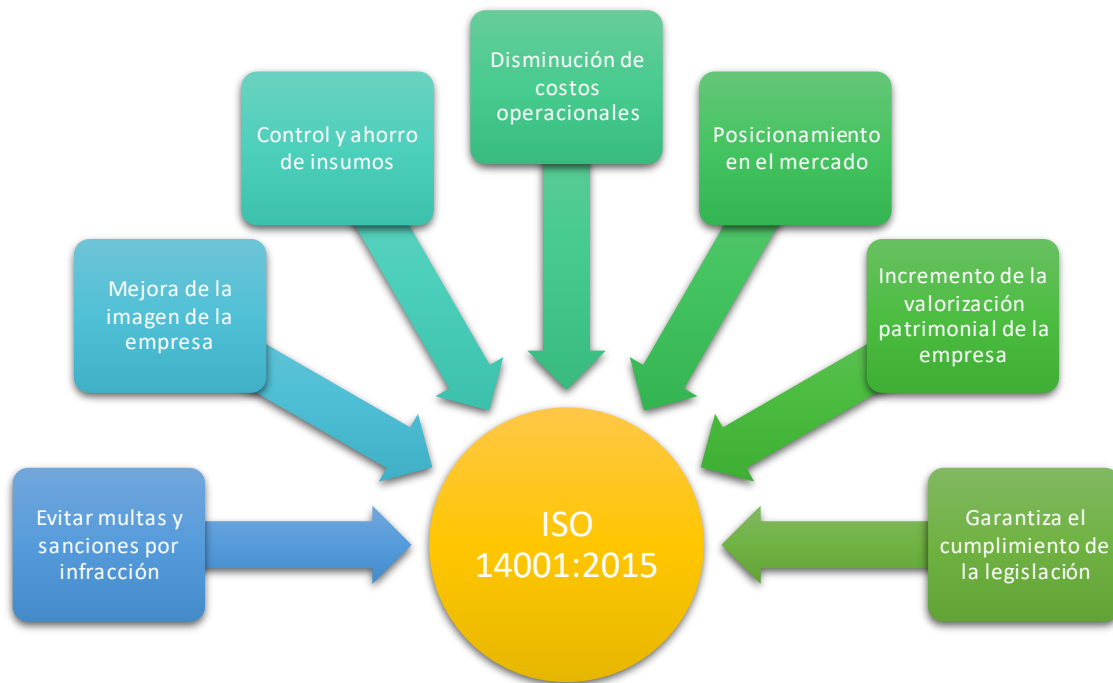 Disminución de
costos
operacionales
Control y ahorro
de insumos
Posicionamiento
en el mercado
Mejora de la
imagen de la
empresa
Incremento de la
valorización
patrimonial de la
empresa
Evitar multas y
sanciones por
infracción
ISO
14001:2015
Garantiza el
cumplimiento de
la legislación